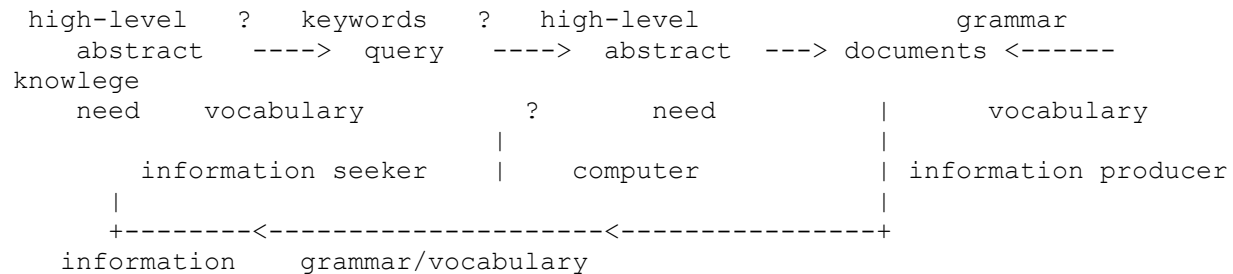 high-level ? keywords ? high-level grammar
abstract ----> query ----> abstract ---> documents <------
knowlege
need vocabulary ? need | vocabulary
| |
information seeker | computer | information producer
| |
+--------<---------------------<----------------+
information grammar/vocabulary